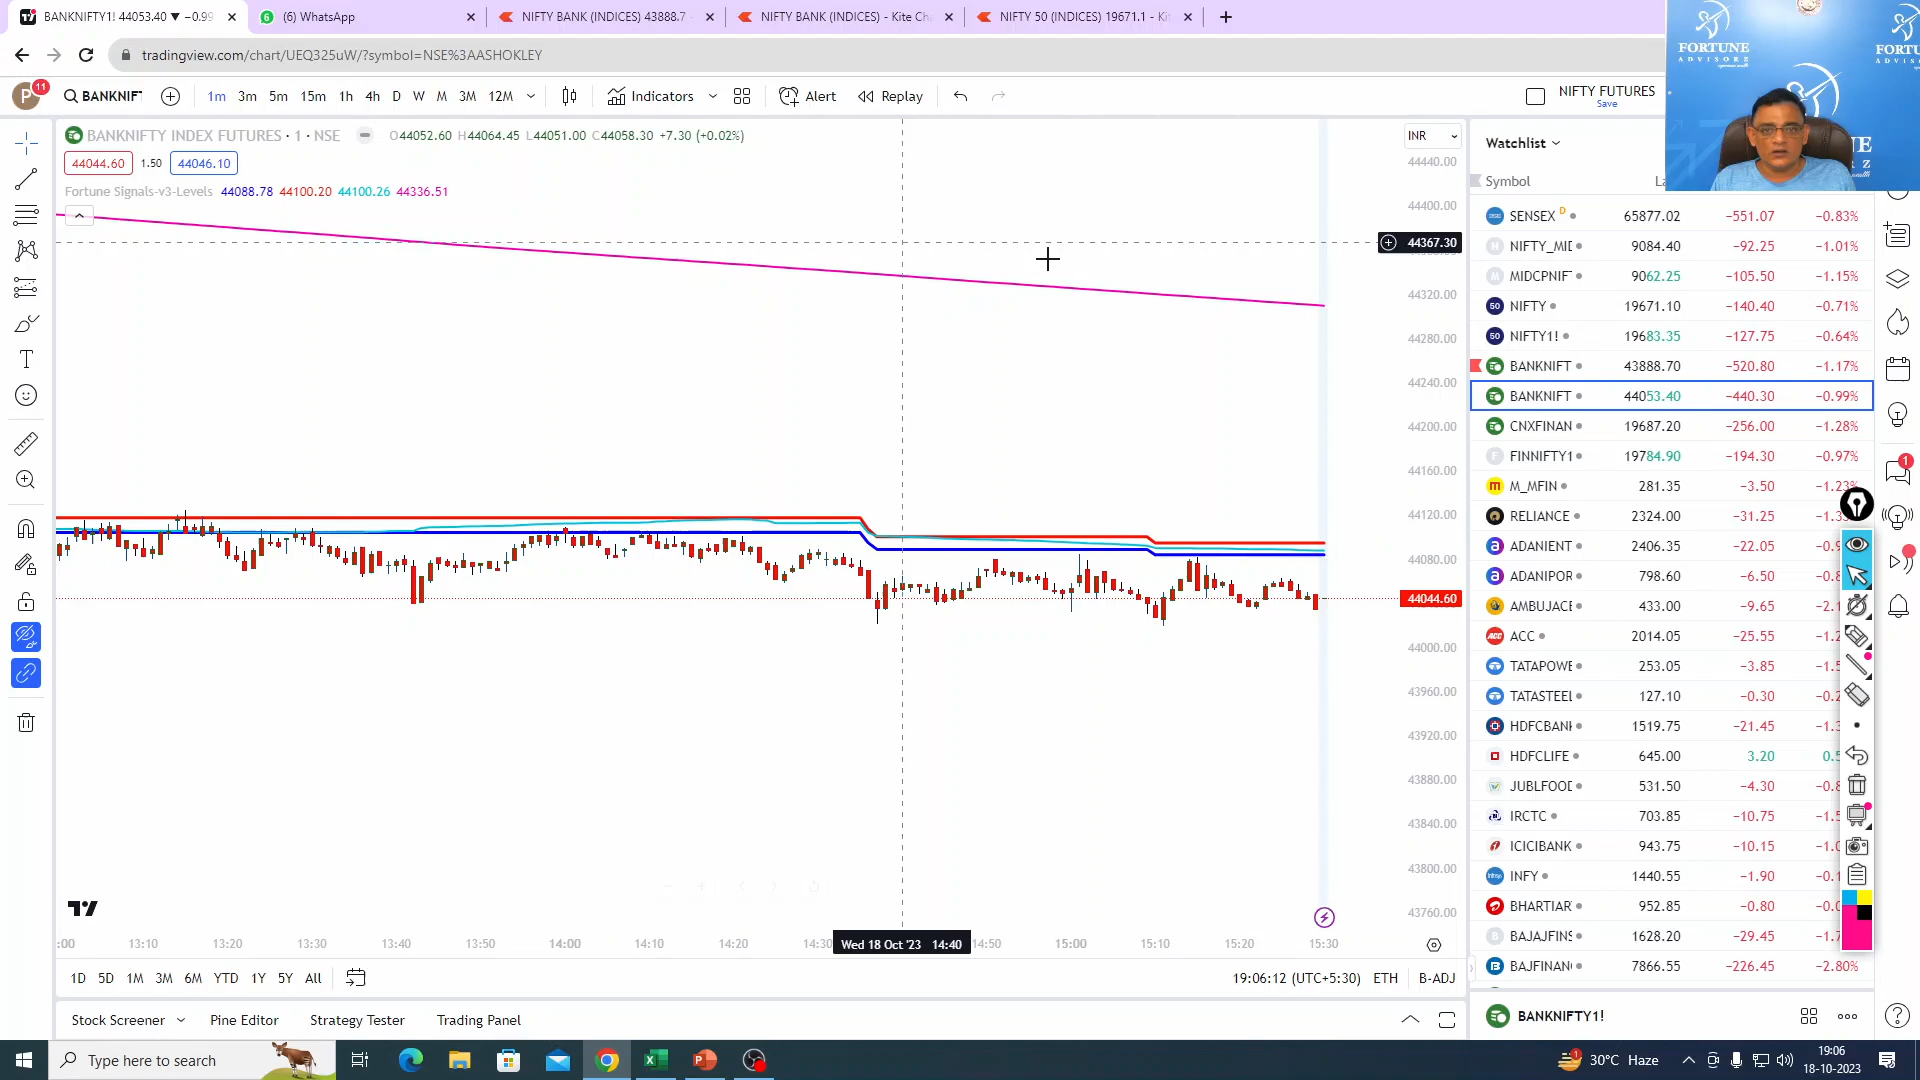 BANKNIFTY1! 44053.40 ▼ −0.99
(6) WhatsApp
NIFTY BANK (INDICES) 43888.7
NIFTY BANK (INDICES) - Kite Ch
NIFTY 50 (INDICES) 19671.1 - Ki
tradingview.com/chart/UEQ325uW/?symbol=NSE%3AASHOKLEY
P 11
BANKNIF
1m 3m 5m 15m 1h 4h D W M 3M 12M
Indicators
Alert
Replay
NIFTY FUTURES
Save
FORTUNE
ADVISORZ
BANKNIFTY INDEX FUTURES · 1 · NSE
O44052.60 H44064.45 L44051.00 C44058.30 +7.30 (+0.02%)
44044.60 1.50 44046.10
Fortune Signals-v3-Levels 44088.78 44100.20 44100.26 44336.51
INR
44440.00
44400.00
44367.30
44320.00
44280.00
44240.00
44200.00
44160.00
44120.00
44080.00
44044.60
44000.00
43960.00
43920.00
43880.00
43840.00
43800.00
43760.00
Watchlist
Symbol
SENSEX D 65877.02 −551.07 −0.83%
NIFTY_MID 9084.40 −92.25 −1.01%
MIDCPNIF 9062.25 −105.50 −1.15%
NIFTY 19671.10 −140.40 −0.71%
NIFTY1! 19683.35 −127.75 −0.64%
BANKNIFT 43888.70 −520.80 −1.17%
BANKNIFT 44053.40 −440.30 −0.99%
CNXFINAN 19687.20 −256.00 −1.28%
FINNIFTY1 19784.90 −194.30 −0.97%
M_MFIN 281.35 −3.50 −1.23%
RELIANCE 2324.00 −31.25
ADANIENT 2406.35 −22.05
ADANIPOR 798.60 −6.50
AMBUJACE 433.00 −9.65
ACC 2014.05 −25.55
TATAPOWE 253.05 −3.85
TATASTEEL 127.10 −0.30
HDFCBANK 1519.75 −21.45
HDFCLIFE 645.00 3.20
JUBLFOOD 531.50 −4.30
IRCTC 703.85 −10.75
ICICIBANK 943.75 −10.15
INFY 1440.55 −1.90
BHARTIAR 952.85 −0.80
BAJAJFINS 1628.20 −29.45
BAJFINAN 7866.55 −226.45 −2.80%
:00 13:10 13:20 13:30 13:40 13:50 14:00 14:10 14:20 14:30 Wed 18 Oct '23 14:40 14:50 15:00 15:10 15:20 15:30
1D 5D 1M 3M 6M YTD 1Y 5Y All
19:06:12 (UTC+5:30) ETH B-ADJ
Stock Screener
Pine Editor
Strategy Tester
Trading Panel
BANKNIFTY1!
Type here to search
30°C Haze
19:06
18-10-2023